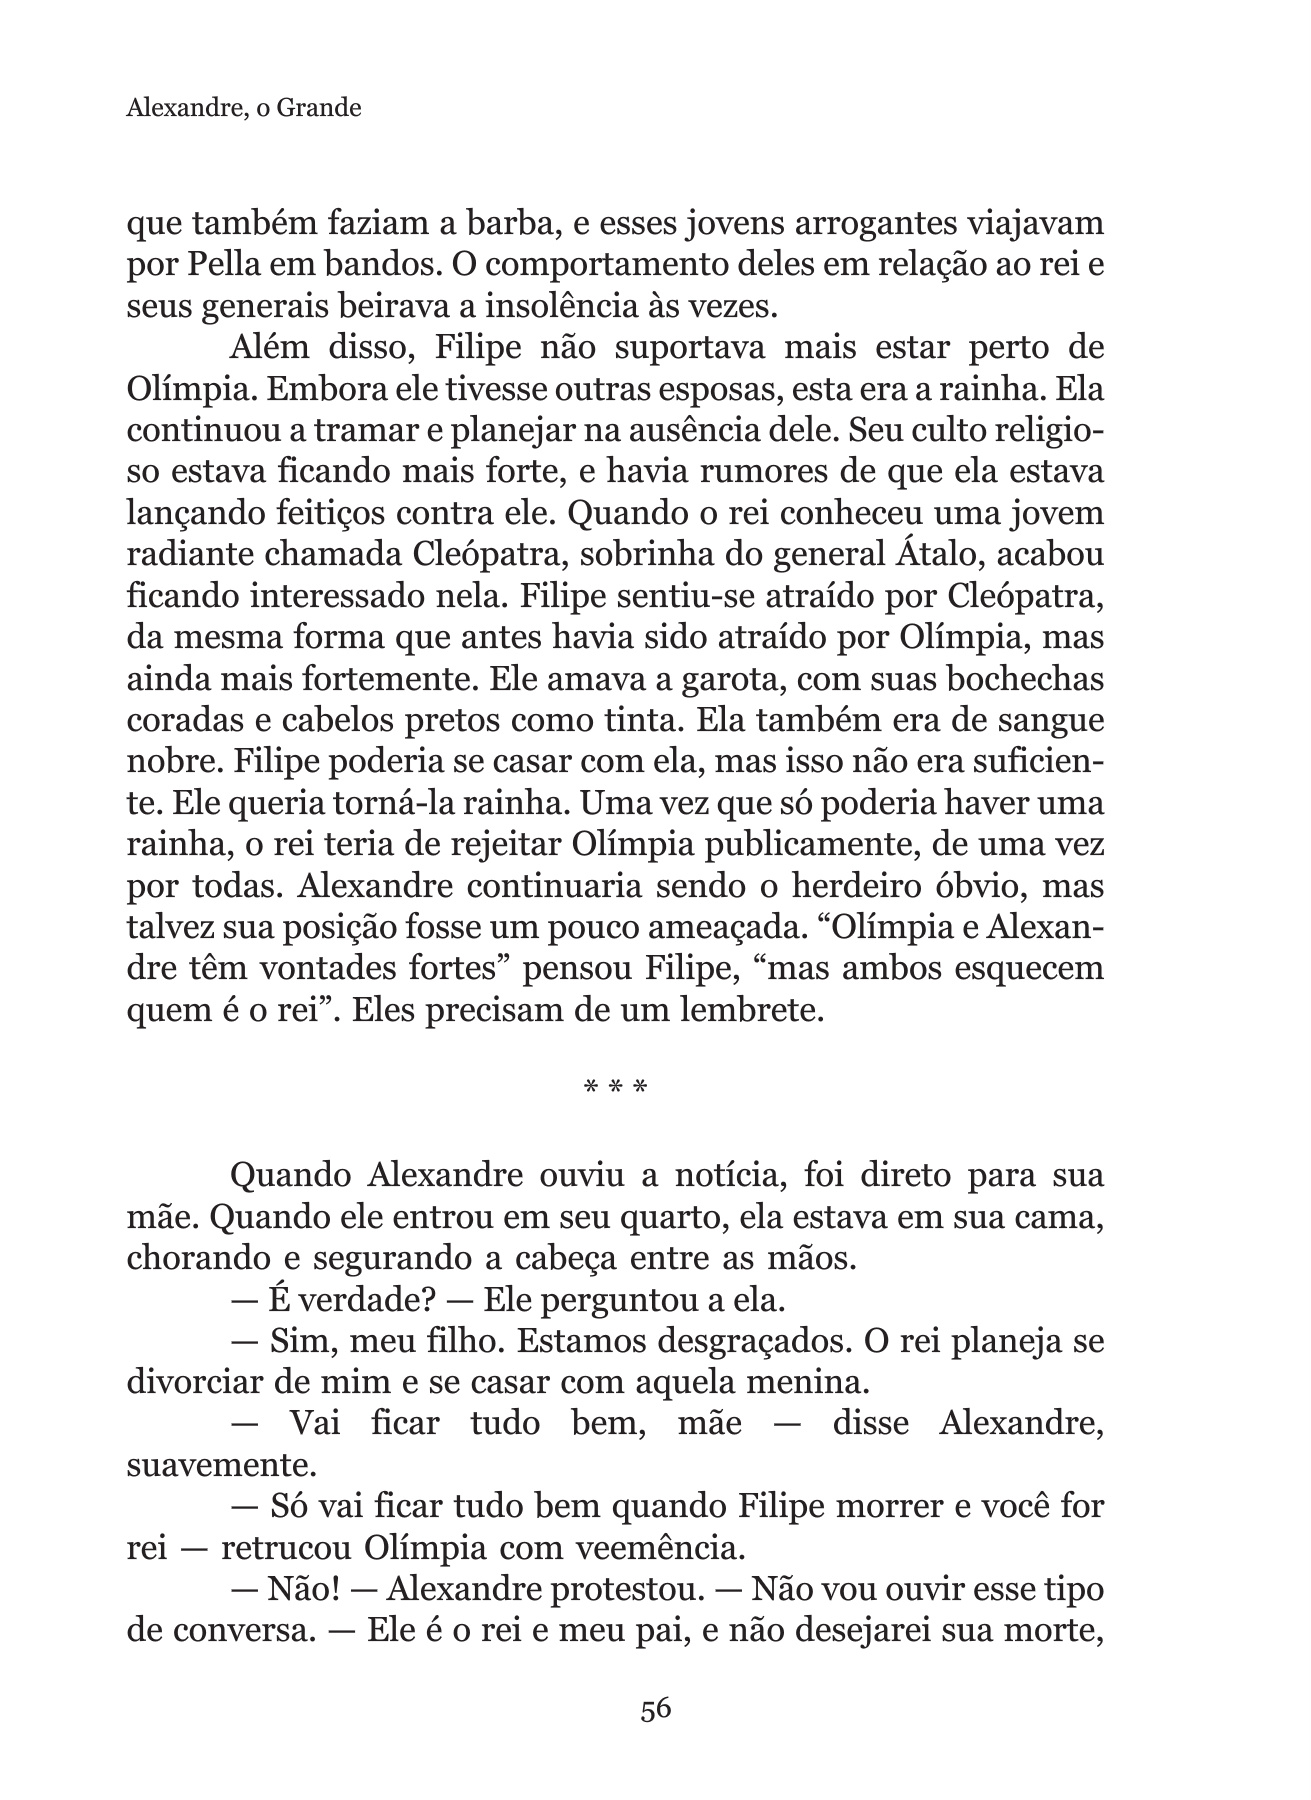 Alexandre, o Grande
que também faziam a barba, e esses jovens arrogantes viajavam
por Pella em bandos. O comportamento deles em relação ao rei e
seus generais beirava a insolência às vezes.
Além disso, Filipe não suportava mais estar perto de
Olímpia. Embora ele tivesse outras esposas, esta era a rainha. Ela
continuou a tramar e planejar na ausência dele. Seu culto religio-
so estava ficando mais forte, e havia rumores de que ela estava
lançando feitiços contra ele. Quando o rei conheceu uma jovem
radiante chamada Cleópatra, sobrinha do general Átalo, acabou
ficando interessado nela. Filipe sentiu-se atraído por Cleópatra,
da mesma forma que antes havia sido atraído por Olímpia, mas
ainda mais fortemente. Ele amava a garota, com suas bochechas
coradas e cabelos pretos como tinta. Ela também era de sangue
nobre. Filipe poderia se casar com ela, mas isso não era suficien-
te. Ele queria torná-la rainha. Uma vez que só poderia haver uma
rainha, o rei teria de rejeitar Olímpia publicamente, de uma vez
por todas. Alexandre continuaria sendo o herdeiro óbvio, mas
talvez sua posição fosse um pouco ameaçada. “Olímpia e Alexan-
dre têm vontades fortes” pensou Filipe, “mas ambos esquecem
quem é o rei”. Eles precisam de um lembrete.
* * *
Quando Alexandre ouviu a notícia, foi direto para sua
mãe. Quando ele entrou em seu quarto, ela estava em sua cama,
chorando e segurando a cabeça entre as mãos.
— É verdade? — Ele perguntou a ela.
— Sim, meu filho. Estamos desgraçados. O rei planeja se
divorciar de mim e se casar com aquela menina.
— Vai ficar tudo bem, mãe — disse Alexandre,
suavemente.
— Só vai ficar tudo bem quando Filipe morrer e você for
rei — retrucou Olímpia com veemência.
— Não! — Alexandre protestou. — Não vou ouvir esse tipo
de conversa. — Ele é o rei e meu pai, e não desejarei sua morte,
56